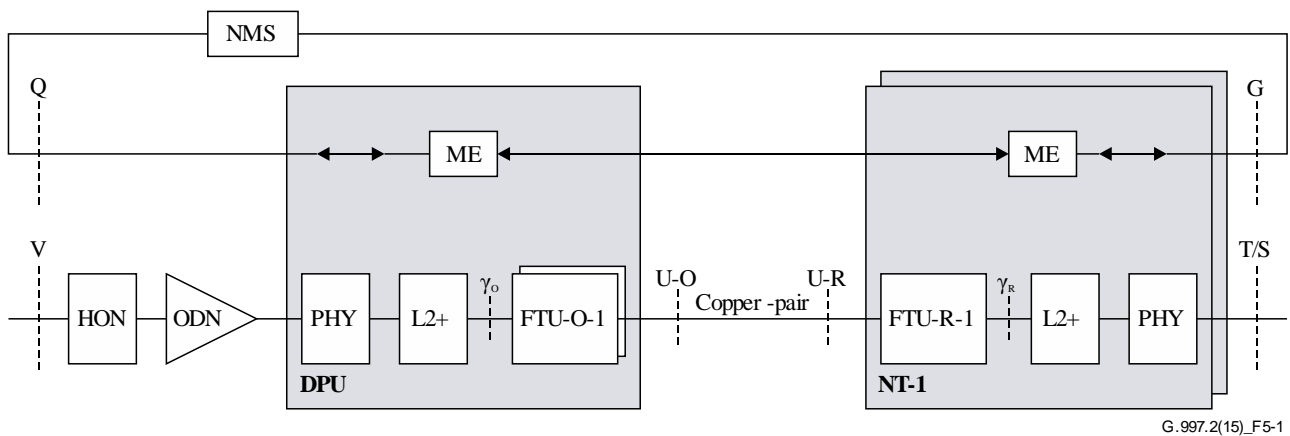 NMS
Q
G
ME
ME
V
U-O
U-R
T/S
γO
Copper -pair
γR
HON
ODN
PHY
L2+
FTU-O-1
FTU-R-1
L2+
PHY
DPU
NT-1
G.997.2(15)_F5-1